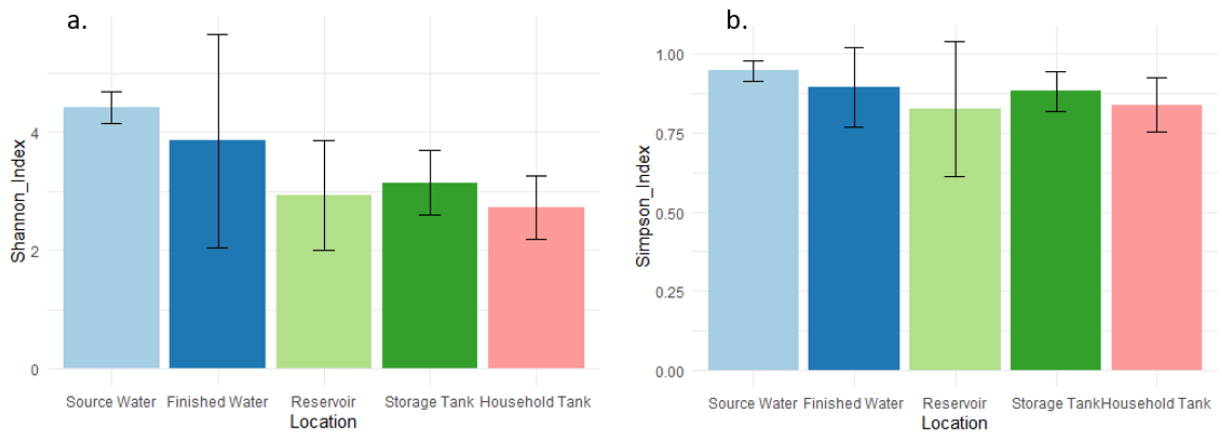 a.
Shannon_Index
4
2
0
Source Water Finished Water Reservoir Storage Tank Household Tank
Location
b.
Simpson_Index
1.00
0.75
0.50
0.25
0.00
Source Water Finished Water Reservoir Storage Tank Household Tank
Location